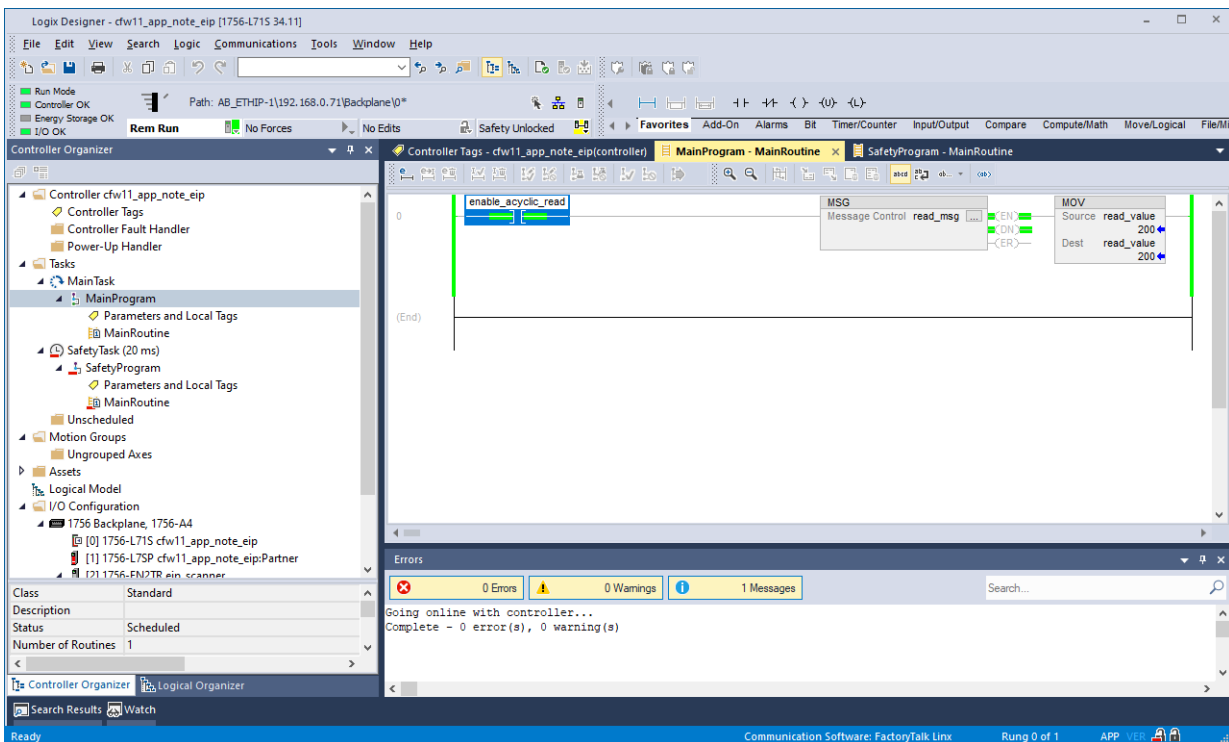 Logix Designer - cfw11_app_note_eip [1756-L71S 34.11]
File Edit View Search Logic Communications Tools Window Help
Run Mode
Controller OK
Energy Storage OK
I/O OK
Path: AB_ETHIP-1\192.168.0.71\Backplane\0*
Rem Run No Forces No Edits Safety Unlocked
Favorites Add-On Alarms Bit Timer/Counter Input/Output Compare Compute/Math Move/Logical File/Mi
Controller Organizer
Controller Tags - cfw11_app_note_eip(controller) MainProgram - MainRoutine SafetyProgram - MainRoutine
Controller cfw11_app_note_eip
Controller Tags
Controller Fault Handler
Power-Up Handler
Tasks
MainTask
MainProgram
Parameters and Local Tags
MainRoutine
SafetyTask (20 ms)
SafetyProgram
Parameters and Local Tags
MainRoutine
Unscheduled
Motion Groups
Ungrouped Axes
Assets
Logical Model
I/O Configuration
1756 Backplane, 1756-A4
[0] 1756-L71S cfw11_app_note_eip
[1] 1756-L7SP cfw11_app_note_eip:Partner
[2] 1756-EN2TR eip_scanner
Class Standard
Description
Status Scheduled
Number of Routines 1
Controller Organizer Logical Organizer
abcd ab..
0
enable_acyclic_read
MSG
Message Control read_msg ...
(EN)
(DN)
(ER)
MOV
Source read_value
200
Dest read_value
200
(End)
Errors
0 Errors 0 Warnings 1 Messages Search...
Going online with controller...
Complete - 0 error(s), 0 warning(s)
Search Results Watch
Ready Communication Software: FactoryTalk Linx Rung 0 of 1 APP VER